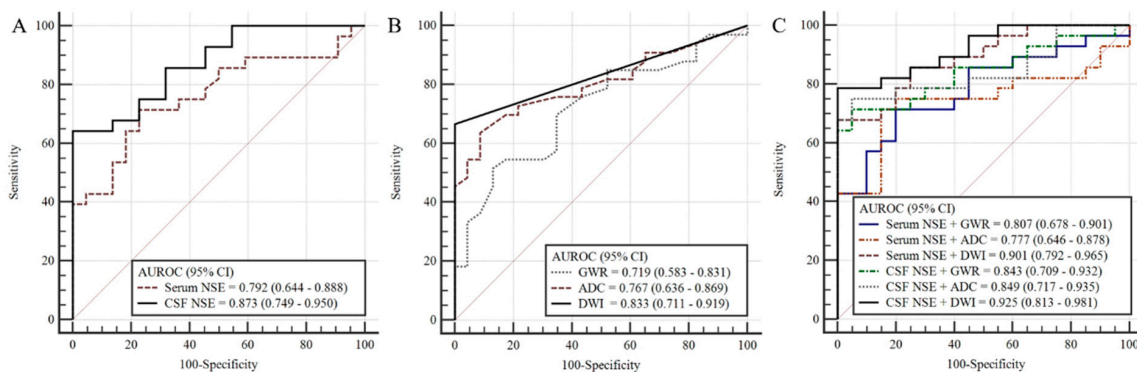 A
100
80
60
40
20
0
Sensitivity
AUROC (95% CI)
Serum NSE = 0.792 (0.644 - 0.888)
CSF NSE = 0.873 (0.749 - 0.950)
0 20 40 60 80 100
100-Specificity
B
100
80
60
40
20
0
Sensitivity
AUROC (95% CI)
GWR = 0.719 (0.583 - 0.831)
ADC = 0.767 (0.636 - 0.869)
DWI = 0.833 (0.711 - 0.919)
0 20 40 60 80 100
100-Specificity
C
100
80
60
40
20
0
Sensitivity
AUROC (95% CI)
Serum NSE + GWR = 0.807 (0.678 - 0.901)
Serum NSE + ADC = 0.777 (0.646 - 0.878)
Serum NSE + DWI = 0.901 (0.792 - 0.965)
CSF NSE + GWR = 0.843 (0.709 - 0.932)
CSF NSE + ADC = 0.849 (0.717 - 0.935)
CSF NSE + DWI = 0.925 (0.813 - 0.981)
0 20 40 60 80 100
100-Specificity